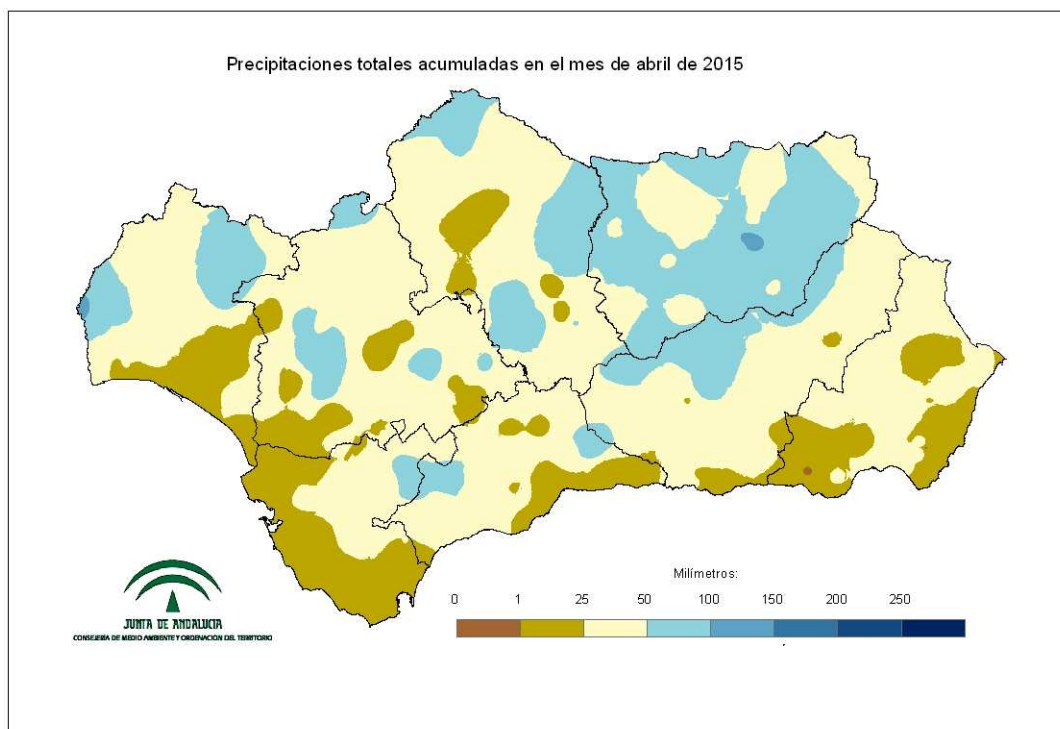 Precipitaciones totales acumuladas en el mes de abril de 2015
Milímetros:
0 1 25 50 100 150 200 250
JUNTA DE ANDALUCIA
CONSEJERÍA DE MEDIO AMBIENTE Y ORDENACIÓN DEL TERRITORIO